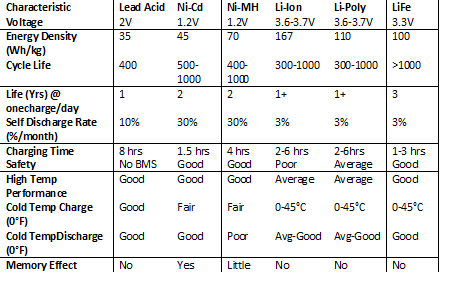 Characteristic Lead Acid Ni-Cd Ni-MH Li-Ion Li-Poly LiFe
Voltage 2V 1.2V 1.2V 3.6-3.7V 3.6-3.7V 3.3V
Energy Density 35 45 70 167 110 100
(Wh/kg)
Cycle Life 400 500- 400- 300-1000 300-1000 >1000
1000 1000
Life (Yrs) @ 1 2 2 1+ 1+ 3
onecharge/day
Self Discharge Rate 10% 30% 30% 3% 3% 3%
(%/month)
Charging Time 8 hrs 1.5 hrs 4 hrs 2-6 hrs 2-6hrs 1-3 hrs
Safety No BMS Good Good Poor Average Good
High Temp Good Good Good Average Average Good
Performance
Cold Temp Charge Good Fair Fair 0-45°C 0-45°C 0-45°C
(0°F)
Cold TempDischarge Good Good Poor Avg-Good Avg-Good Good
(0°F)
Memory Effect No Yes Little No No No